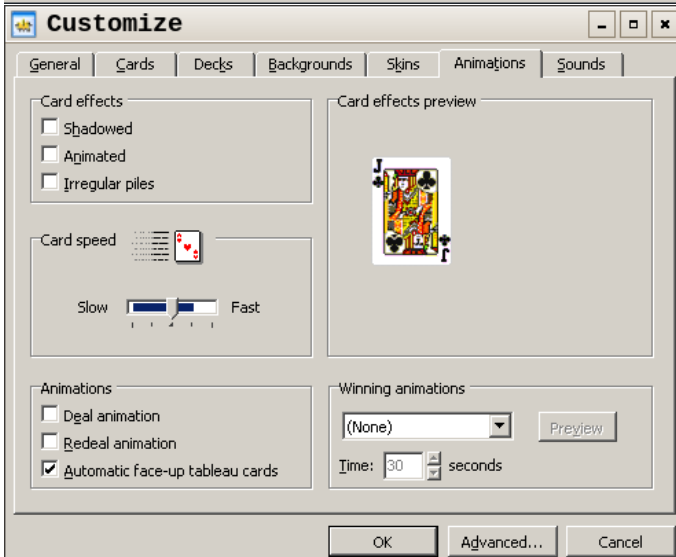 Customize
General Cards Decks Backgrounds Skins Animations Sounds
Card effects
Shadowed
Animated
Irregular piles
Card effects preview
J
J
Card speed
Slow Fast
Animations
Deal animation
Redeal animation
Automatic face-up tableau cards
Winning animations
(None) Preview
Time: 30 seconds
OK Advanced... Cancel